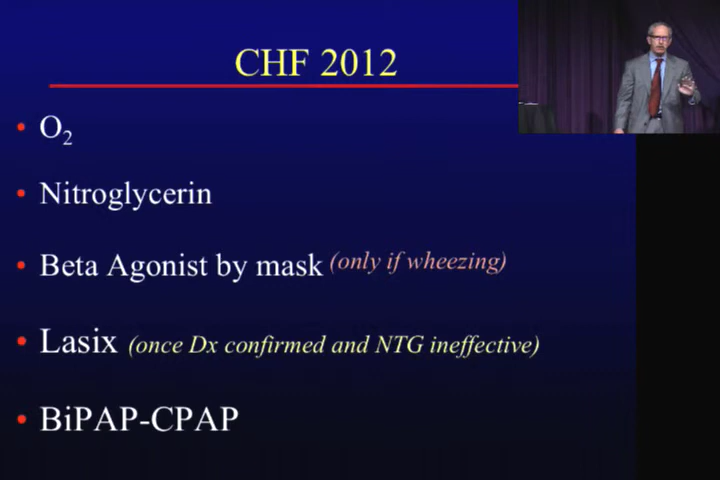 CHF 2012
• O₂
• Nitroglycerin
• Beta Agonist by mask (only if wheezing)
• Lasix (once Dx confirmed and NTG ineffective)
• BiPAP-CPAP